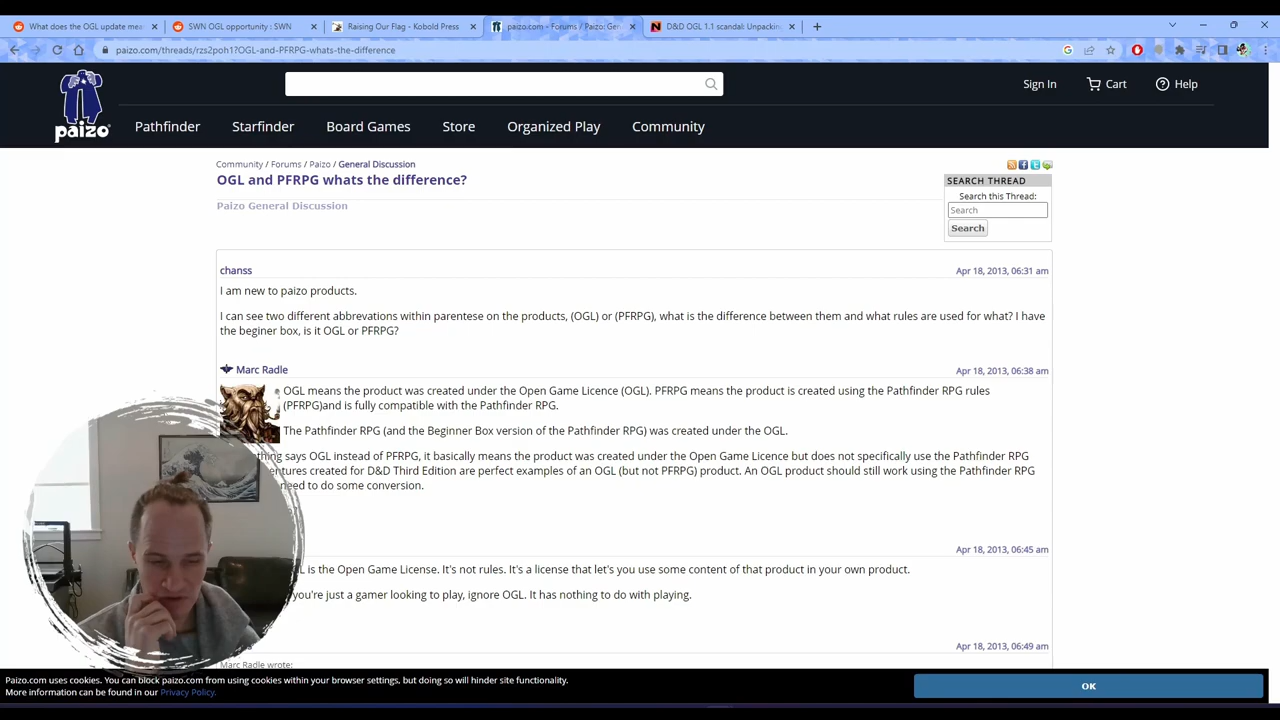 What does the OGL update mea
SWN OGL opportunity : SWN
Raising Our Flag - Kobold Press
paizo.com - Forums / Paizo: Gen
D&D OGL 1.1 scandal: Unpackin
paizo.com/threads/rzs2poh1?OGL-and-PFRPG-whats-the-difference
paizo
Sign In
Cart
Help
Pathfinder
Starfinder
Board Games
Store
Organized Play
Community
Community / Forums / Paizo / General Discussion
OGL and PFRPG whats the difference?
Paizo General Discussion
SEARCH THREAD
Search this Thread:
Search
Search
chanss
Apr 18, 2013, 06:31 am
I am new to paizo products.
I can see two different abbrevations within parentese on the products, (OGL) or (PFRPG), what is the difference between them and what rules are used for what? I have
the beginer box, is it OGL or PFRPG?
Marc Radle
Apr 18, 2013, 06:38 am
OGL means the product was created under the Open Game Licence (OGL). PFRPG means the product is created using the Pathfinder RPG rules
(PFRPG)and is fully compatible with the Pathfinder RPG.
The Pathfinder RPG (and the Beginner Box version of the Pathfinder RPG) was created under the OGL.
thing says OGL instead of PFRPG, it basically means the product was created under the Open Game Licence but does not specifically use the Pathfinder RPG
entures created for D&D Third Edition are perfect examples of an OGL (but not PFRPG) product. An OGL product should still work using the Pathfinder RPG
need to do some conversion.
Apr 18, 2013, 06:45 am
is the Open Game License. It's not rules. It's a license that let's you use some content of that product in your own product.
you're just a gamer looking to play, ignore OGL. It has nothing to do with playing.
Apr 18, 2013, 06:49 am
Marc Radle wrote:
Paizo.com uses cookies. You can block paizo.com from using cookies within your browser settings, but doing so will hinder site functionality.
More information can be found in our Privacy Policy.
OK